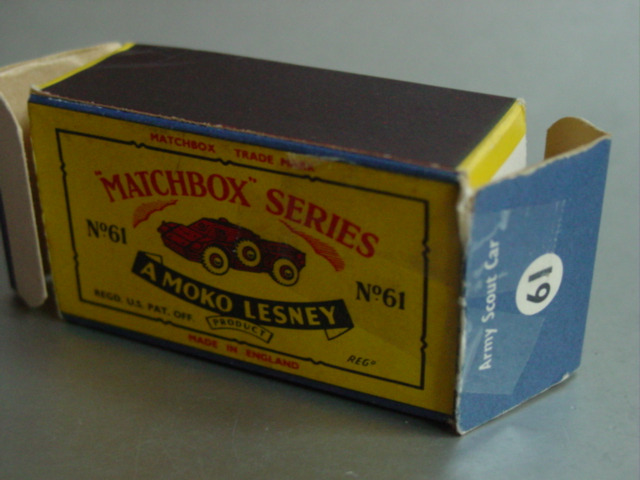 MATCHBOX TRADE MARK
"MATCHBOX" SERIES
Nº61
Nº61
A MOKO LESNEY
PRODUCT
REGD. U.S. PAT. OFF.
MADE IN ENGLAND
REGD
Army Scout Car
61